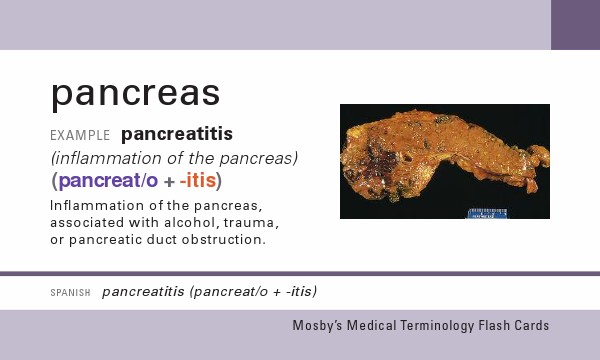 pancreas
EXAMPLE pancreatitis
(inflammation of the pancreas)
(pancreat/o + -itis)
Inflammation of the pancreas,
associated with alcohol, trauma,
or pancreatic duct obstruction.
SPANISH pancreatitis (pancreat/o + -itis)
Mosby's Medical Terminology Flash Cards